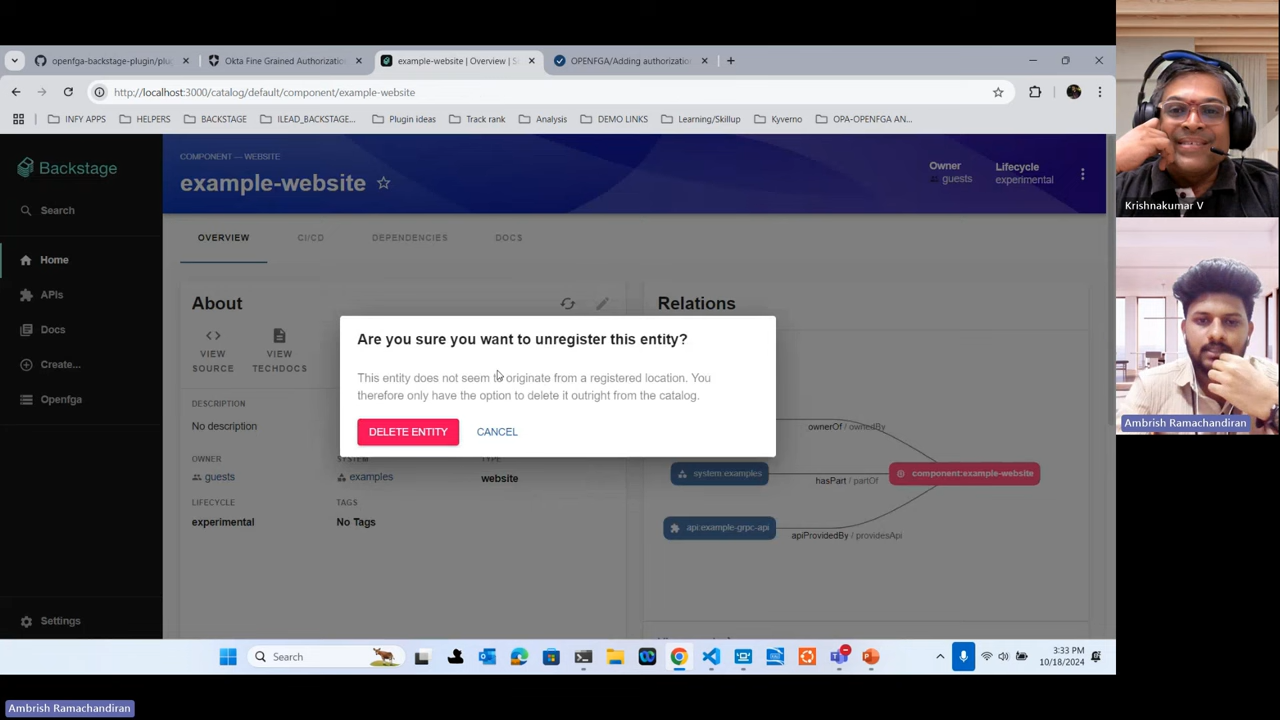 openfga-backstage-plugin/plu
Okta Fine Grained Authorization
example-website | Overview | S
OPENFGA/Adding authorizatio
http://localhost:3000/catalog/default/component/example-website
INFY APPS
HELPERS
BACKSTAGE
ILEAD_BACKSTAGE...
Plugin ideas
Track rank
Analysis
DEMO LINKS
Learning/Skillup
Kyverno
OPA-OPENFGA AN...
Backstage
Search
Home
APIs
Docs
Create...
Openfga
Settings
COMPONENT — WEBSITE
example-website
Owner
guests
Lifecycle
experimental
OVERVIEW
CI/CD
DEPENDENCIES
DOCS
About
VIEW
SOURCE
VIEW
TECHDOCS
DESCRIPTION
No description
OWNER
guests
SYSTEM
examples
TYPE
website
LIFECYCLE
experimental
TAGS
No Tags
Relations
ownerOf / ownedBy
system:examples
hasPart / partOf
component:example-website
api:example-grpc-api
apiProvidedBy / providesApi
Are you sure you want to unregister this entity?
This entity does not seem to originate from a registered location. You
therefore only have the option to delete it outright from the catalog.
DELETE ENTITY
CANCEL
Search
3:33 PM
10/18/2024
Krishnakumar V
Ambrish Ramachandiran
Ambrish Ramachandiran